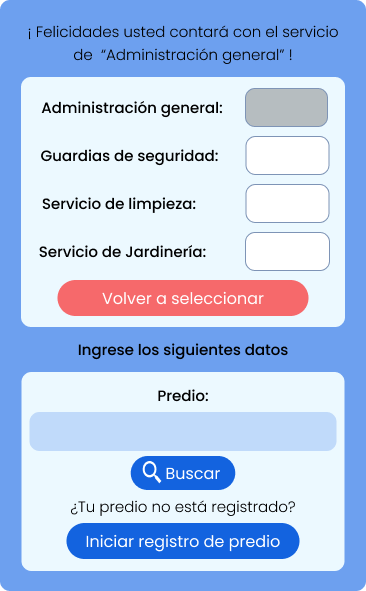 ¡ Felicidades usted contará con el servicio
de “Administración general” !
Administración general:
Guardias de seguridad:
Servicio de limpieza:
Servicio de Jardinería:
Volver a seleccionar
Ingrese los siguientes datos
Predio:
Buscar
¿Tu predio no está registrado?
Iniciar registro de predio